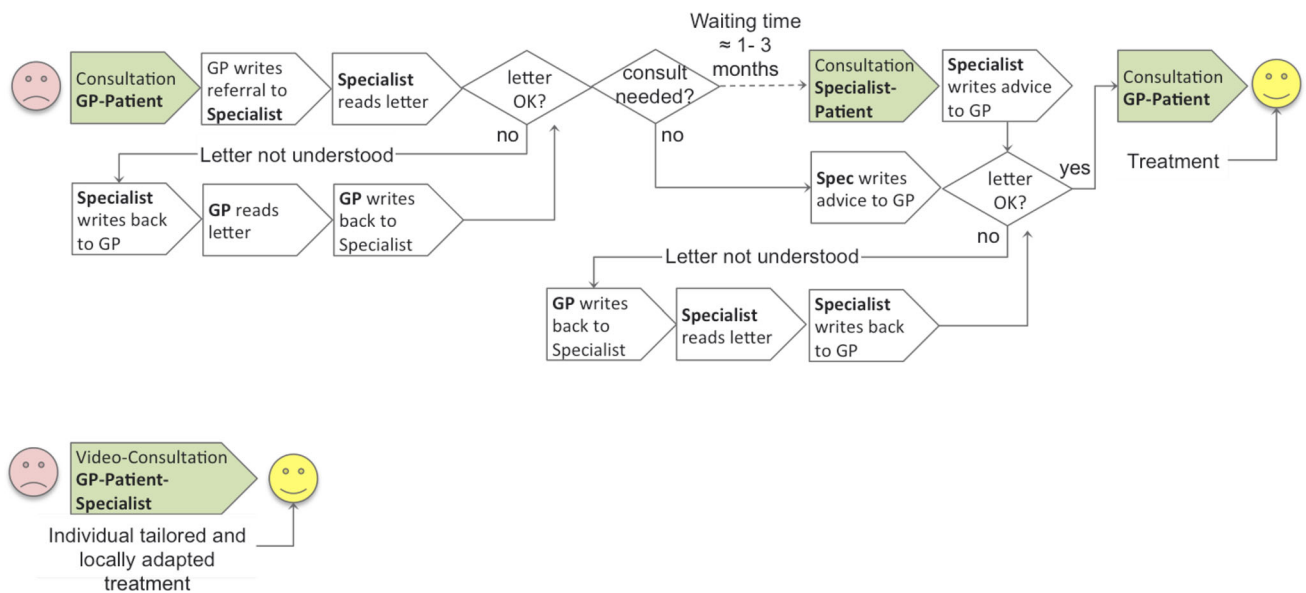 Consultation
GP-Patient
GP writes
referral to
Specialist
Specialist
reads letter
letter
OK?
consult
needed?
Waiting time
≈ 1- 3
months
Consultation
Specialist-
Patient
Specialist
writes advice
to GP
Consultation
GP-Patient
no
no
Letter not understood
Specialist
writes back
to GP
GP reads
letter
GP writes
back to
Specialist
Spec writes
advice to GP
letter
OK?
yes
Treatment
no
Letter not understood
GP writes
back to
Specialist
Specialist
reads letter
Specialist
writes back
to GP
Video-Consultation
GP-Patient-
Specialist
Individual tailored and
locally adapted
treatment